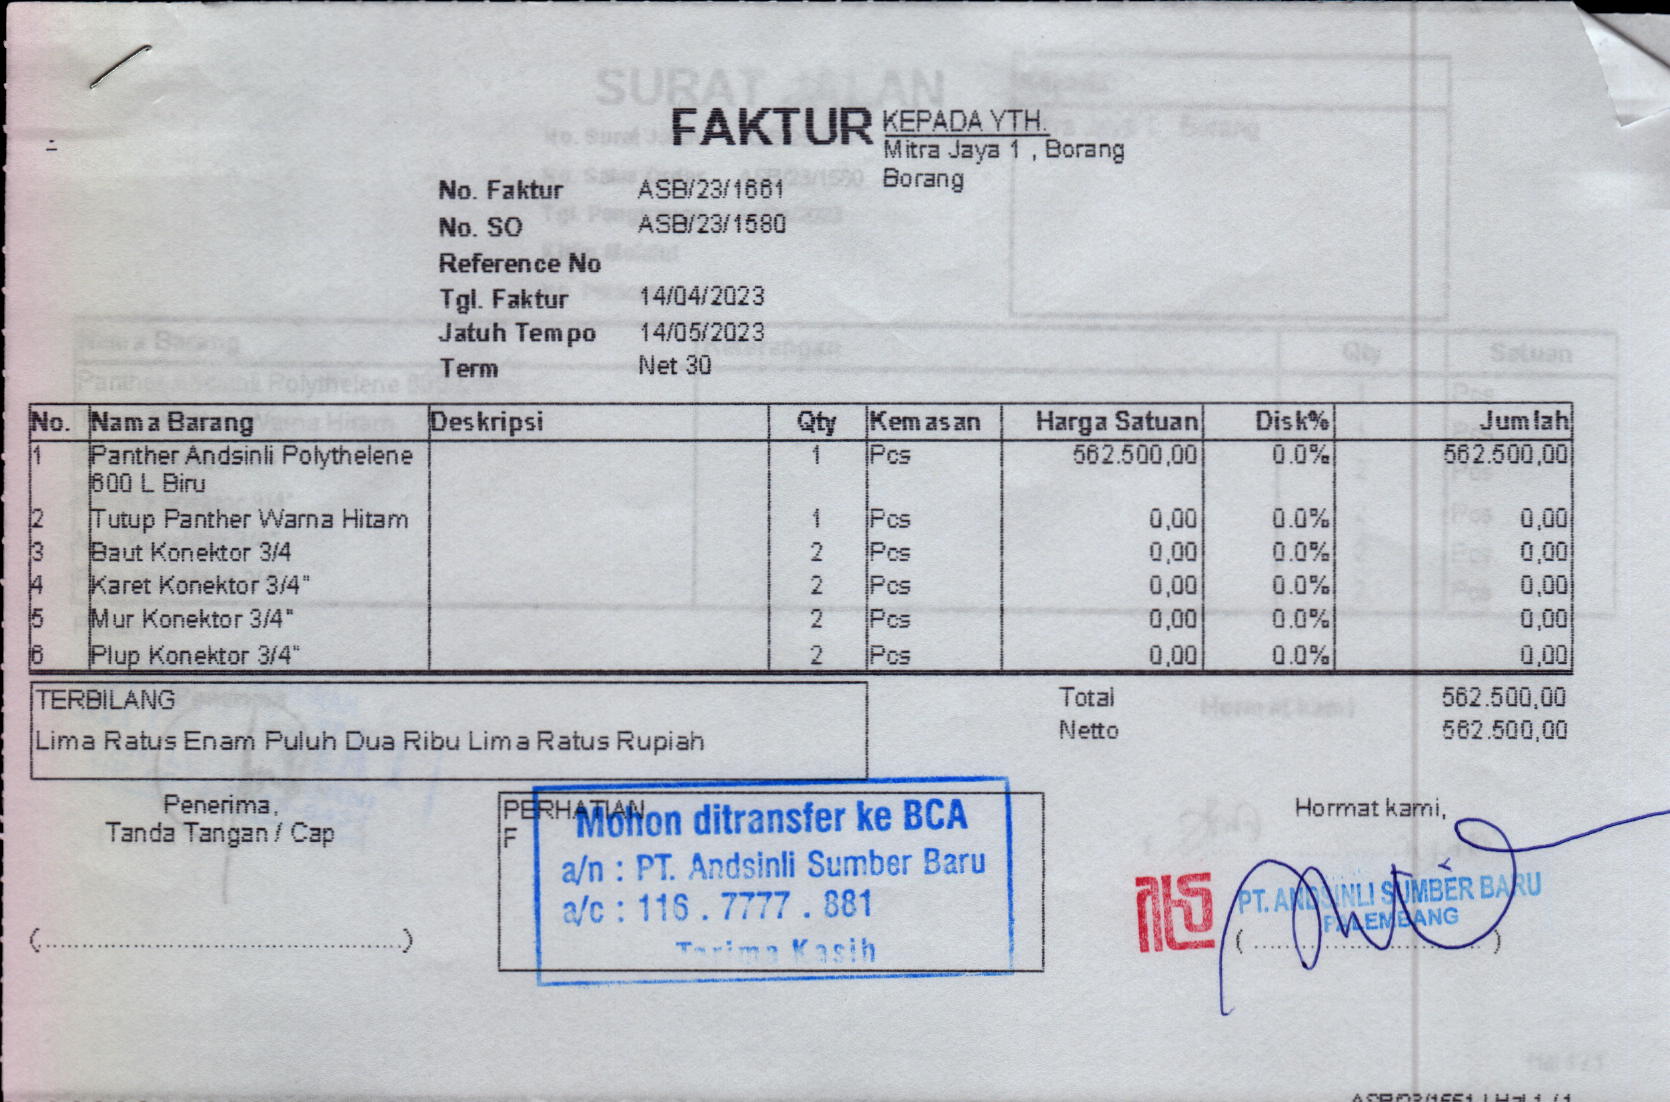 FAKTUR
KEPADA YTH.
Mitra Jaya 1 , Borang
Borang
No. Faktur ASB/23/1661
No. SO ASB/23/1580
Reference No
Tgl. Faktur 14/04/2023
Jatuh Tempo 14/05/2023
Term Net 30
No. Nama Barang Deskripsi Qty Kemasan Harga Satuan Disk% Jumlah
1 Panther Andsinli Polythelene 1 Pcs 562.500,00 0.0% 562.500,00
600 L Biru
2 Tutup Panther Warna Hitam 1 Pcs 0,00 0.0% 0,00
3 Baut Konektor 3/4 2 Pcs 0,00 0.0% 0,00
4 Karet Konektor 3/4" 2 Pcs 0,00 0.0% 0,00
5 Mur Konektor 3/4" 2 Pcs 0,00 0.0% 0,00
6 Plup Konektor 3/4" 2 Pcs 0,00 0.0% 0,00
TERBILANG
Lima Ratus Enam Puluh Dua Ribu Lima Ratus Rupiah
Total 562.500,00
Netto 562.500,00
Penerima,
Tanda Tangan / Cap
(....................................................)
PERHATIAN
F
Mohon ditransfer ke BCA
a/n : PT. Andsinli Sumber Baru
a/c : 116 . 7777 . 881
Terima Kasih
Hormat kami,
PT. ANDSINLI SUMBER BARU
PALEMBANG
(....................................)